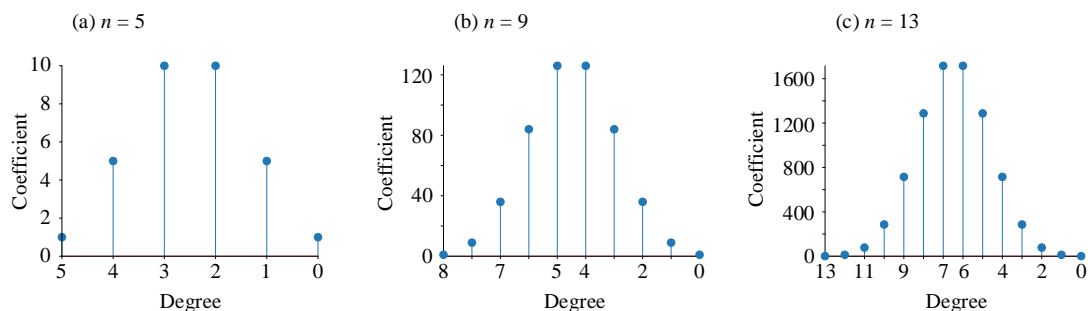 (a) n = 5
10
8
6
4
2
0
Coefficient
5 4 3 2 1 0
Degree
(b) n = 9
120
80
40
0
Coefficient
8 7 5 4 2 0
Degree
(c) n = 13
1600
1200
800
400
0
Coefficient
13 11 9 7 6 4 2 0
Degree